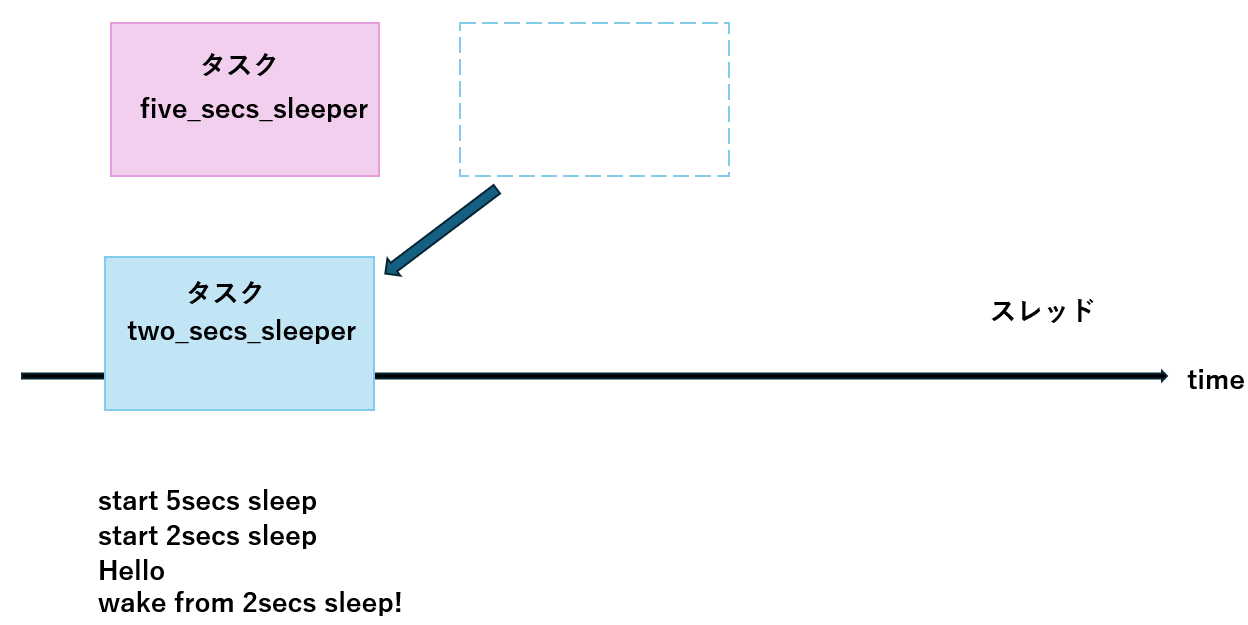 タスク
five_secs_sleeper
タスク
two_secs_sleeper
スレッド
time
start 5secs sleep
start 2secs sleep
Hello
wake from 2secs sleep!